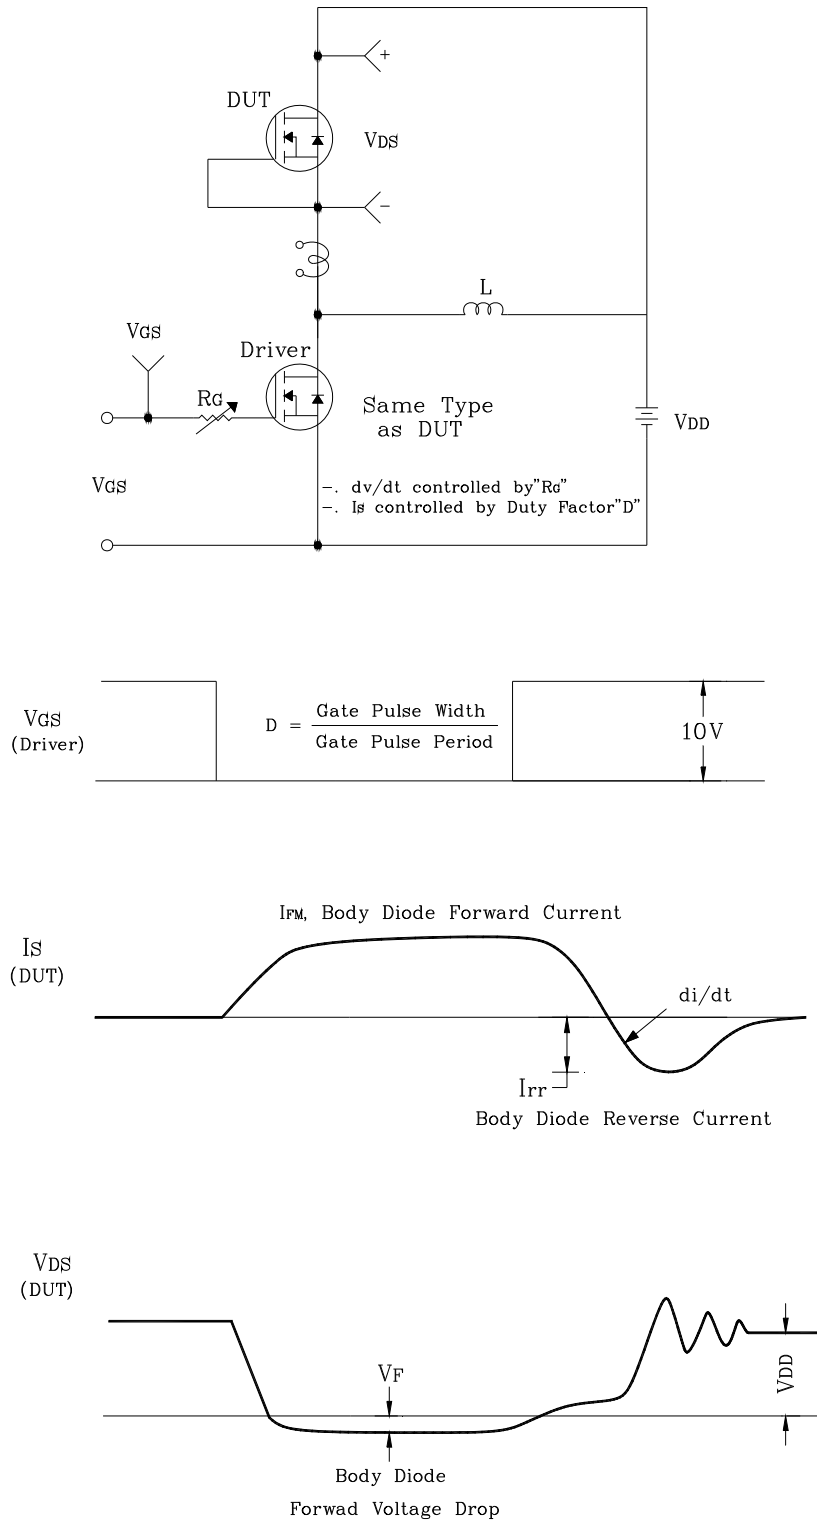 +
DUT
VDS
−
L
VGS
Driver
RG
Same Type
as DUT
VDD
VGS
−. dv/dt controlled by"RG"
−. Is controlled by Duty Factor"D"
VGS
(Driver)
D = Gate Pulse Width
Gate Pulse Period
10V
IFM, Body Diode Forward Current
IS
(DUT)
di/dt
Irr
Body Diode Reverse Current
VDS
(DUT)
VF
VDD
Body Diode
Forwad Voltage Drop